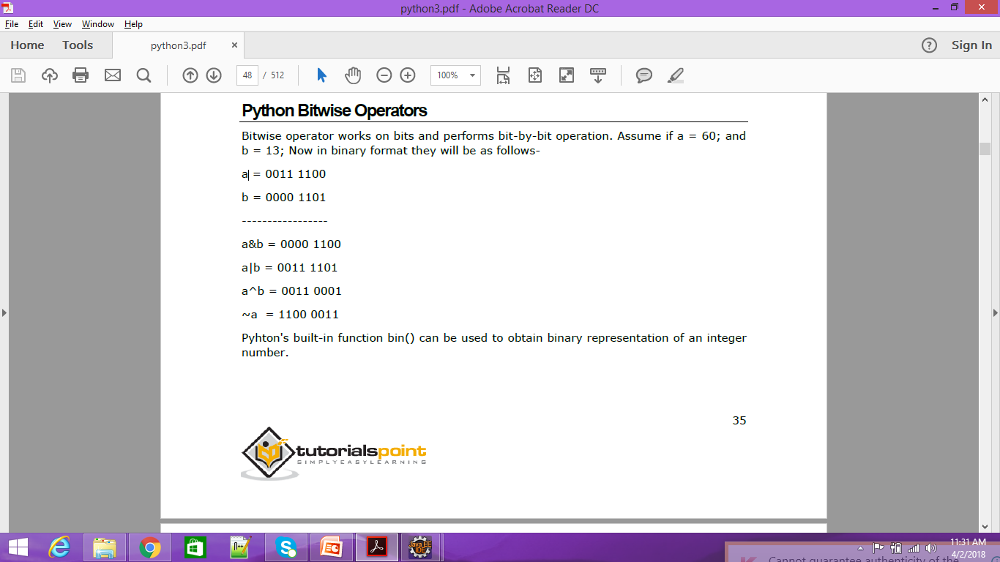 python3.pdf - Adobe Acrobat Reader DC
File Edit View Window Help
Home Tools python3.pdf × ? Sign In
48 / 512 100%
Python Bitwise Operators
Bitwise operator works on bits and performs bit-by-bit operation. Assume if a = 60; and
b = 13; Now in binary format they will be as follows-
a = 0011 1100
b = 0000 1101
-----------------
a&b = 0000 1100
a|b = 0011 1101
a^b = 0011 0001
~a = 1100 0011
Pyhton's built-in function bin() can be used to obtain binary representation of an integer
number.
35
tutorialspoint
SIMPLYEASYLEARNING
Java EE
IDE
11:31 AM
4/2/2018
Cannot guarantee authenticity of the